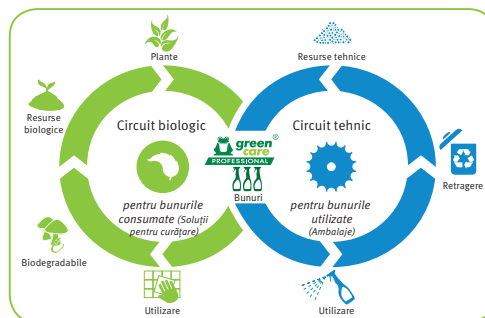 Plante
Resurse tehnice
Resurse
biologice
Circuit biologic
Circuit tehnic
green
care
®
PROFESSIONAL
Bunuri
Retragere
pentru bunurile
consumate (Soluții
pentru curățare)
pentru bunurile
utilizate
(Ambalaje)
Biodegradabile
Utilizare
Utilizare